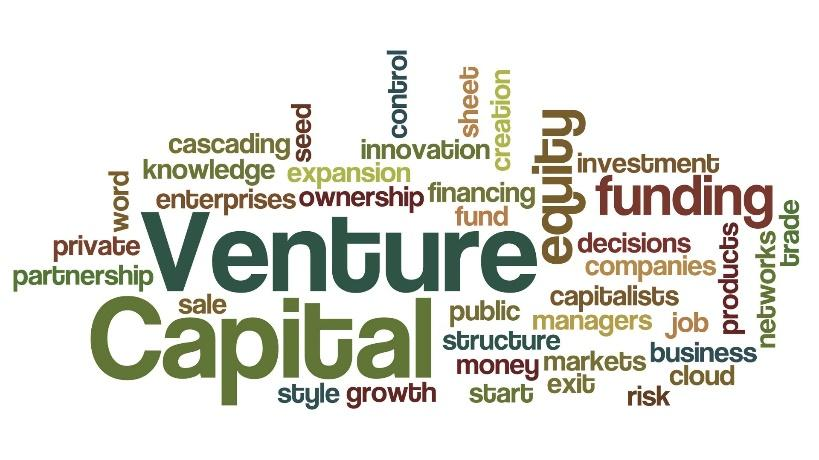 control
sheet
creation
seed
cascading
innovation
equity
knowledge
expansion
investment
word
enterprises
ownership
financing
funding
fund
trade
private
Venture
decisions
products
networks
partnership
companies
sale
capitalists
Capital
public
managers
job
structure
business
money
markets
cloud
style
growth
start
exit
risk